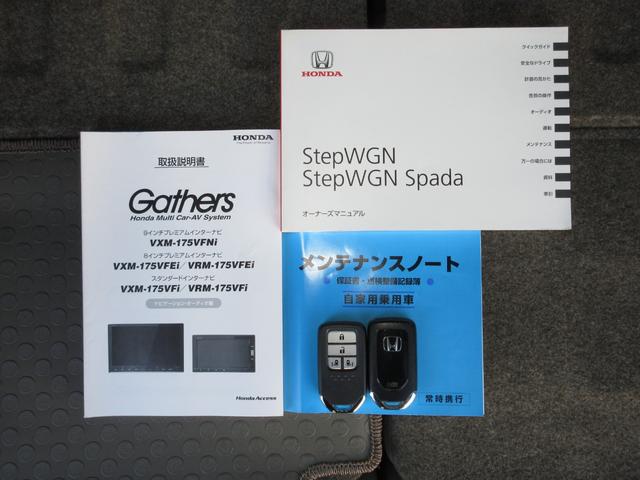 HONDA
クイックガイド
安全なドライブ
計器の見かた
各部の操作
オーディオ
運転
メンテナンス
万一の場合には
資料
索引
StepWGN
StepWGN Spada
オーナーズマニュアル
HONDA
The Power of Dreams
取扱説明書
Gathers
Honda Multi Car-AV System
9インチプレミアムインターナビ
VXM-175VFNi
8インチプレミアムインターナビ
VXM-175VFEi/VRM-175VFEi
スタンダードインターナビ
VXM-175VFi/VRM-175VFi
ナビゲーション・オーディオ編
Honda Access
メンテナンスノート
保証書・点検整備記録簿
自家用乗用車
常時携行